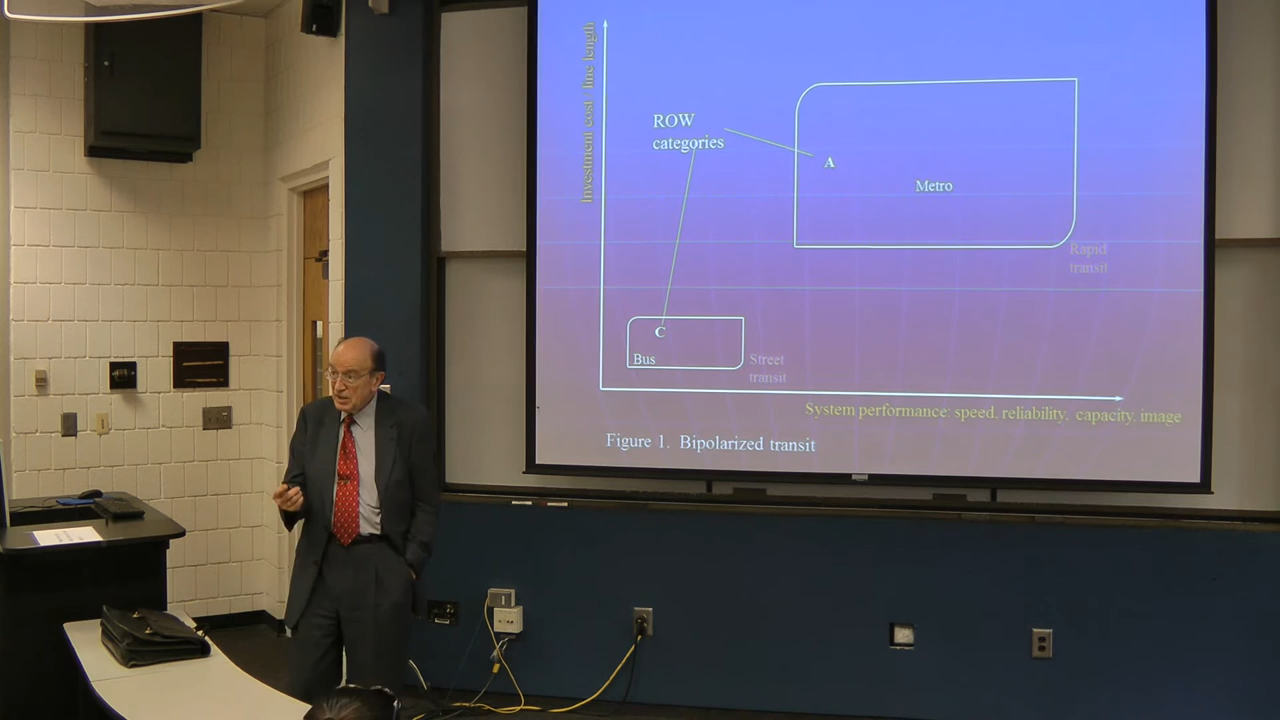 Investment cost line length
ROW
categories
A
Metro
Rapid
transit
C
Bus
Street
transit
System performance: speed, reliability, capacity, image
Figure 1. Bipolarized transit